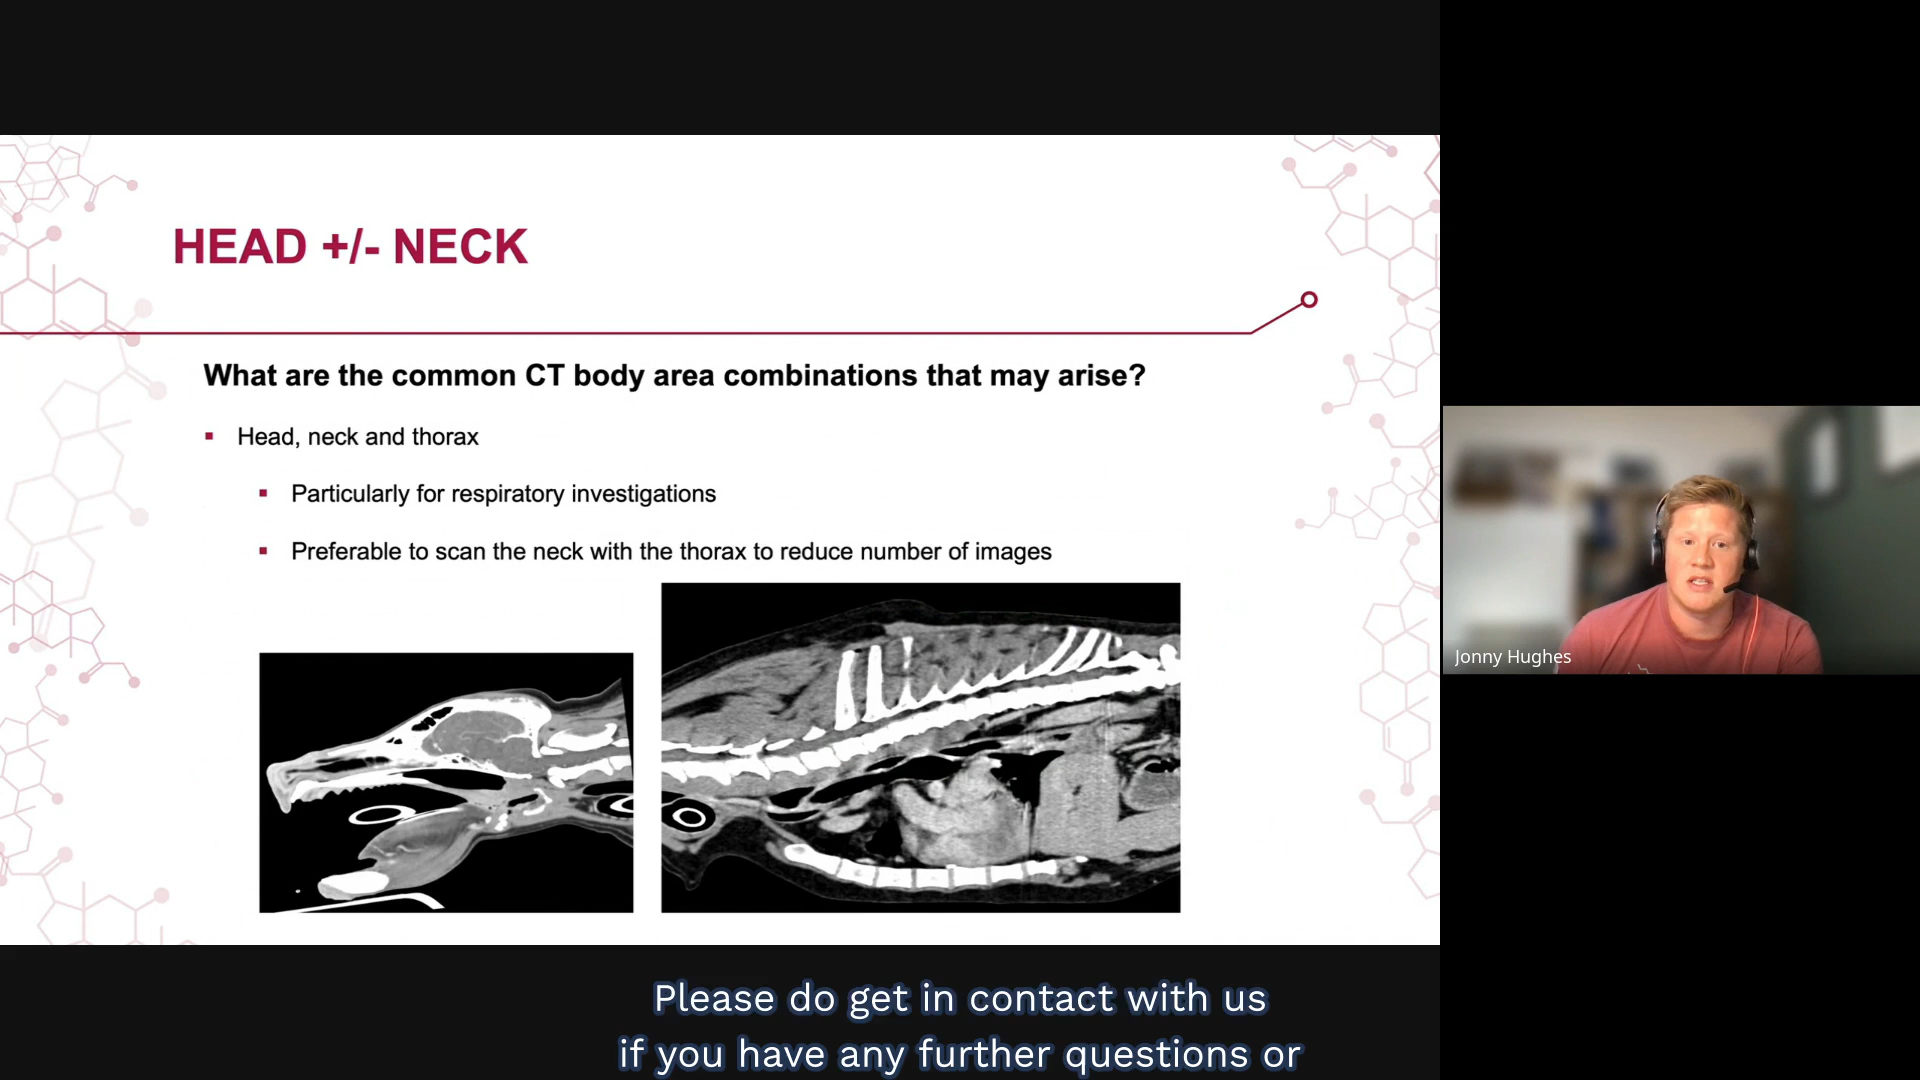 HEAD +/- NECK
What are the common CT body area combinations that may arise?
Head, neck and thorax
Particularly for respiratory investigations
Preferable to scan the neck with the thorax to reduce number of images
Jonny Hughes
Please do get in contact with us
if you have any further questions or